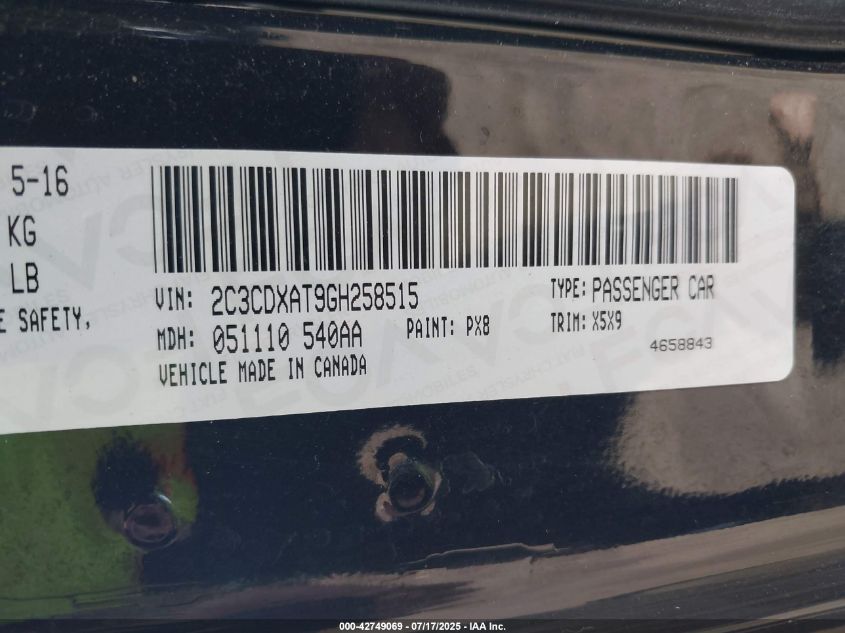 5-16
KG
LB
E SAFETY,
VIN: 2C3CDXAT9GH258515
TYPE: PASSENGER CAR
MDH: 051110 540AA
PAINT: PX8
TRIM: X5X9
4658843
VEHICLE MADE IN CANADA
000-42749069 - 07/17/2025 - IAA Inc.